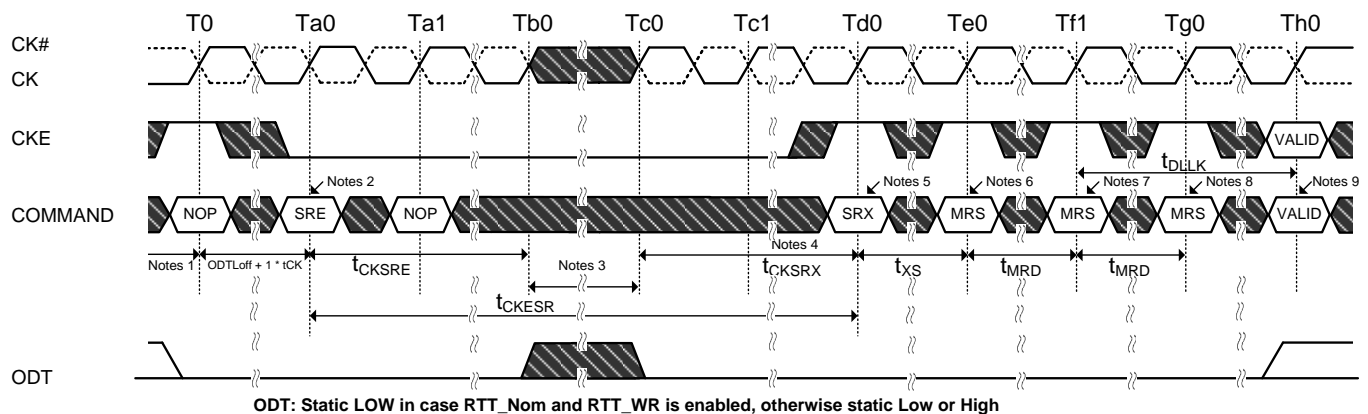 T0 Ta0 Ta1 Tb0 Tc0 Tc1 Td0 Te0 Tf1 Tg0 Th0
CK#
CK
CKE
VALID
tDLLK
Notes 2 Notes 5 Notes 6 Notes 7 Notes 8 Notes 9
COMMAND
NOP SRE NOP SRX MRS MRS MRS VALID
Notes 1 ODTLoff + 1 * tCK tCKSRE Notes 3 Notes 4 tCKSRX tXS tMRD tMRD
tCKESR
ODT
ODT: Static LOW in case RTT_Nom and RTT_WR is enabled, otherwise static Low or High